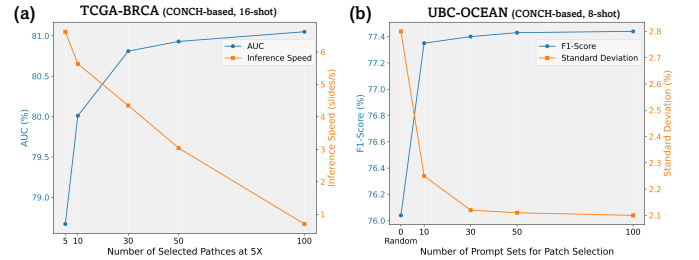 (a)
TCGA-BRCA (CONCH-based, 16-shot)
AUC
Inference Speed
81.0
80.5
80.0
79.5
79.0
AUC (%)
6
5
4
3
2
1
Inference Speed (slides/s)
5 10 30 50 100
Number of Selected Pathces at 5X
(b)
UBC-OCEAN (CONCH-based, 8-shot)
F1-Score
Standard Deviation
77.4
77.2
77.0
76.8
76.6
76.4
76.2
76.0
F1-Score (%)
2.8
2.7
2.6
2.5
2.4
2.3
2.2
2.1
Standard Deviation (%)
0 10 30 50 100
Random
Number of Prompt Sets for Patch Selection